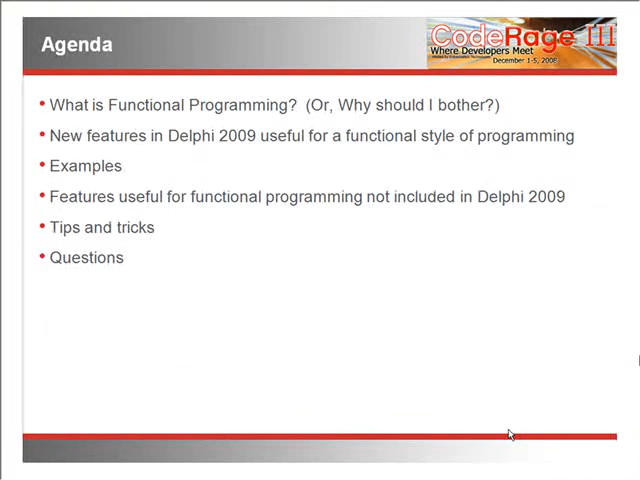 Agenda
CodeRage III
Where Developers Meet
December 1-5, 2008
• What is Functional Programming? (Or, Why should I bother?)
• New features in Delphi 2009 useful for a functional style of programming
• Examples
• Features useful for functional programming not included in Delphi 2009
• Tips and tricks
• Questions